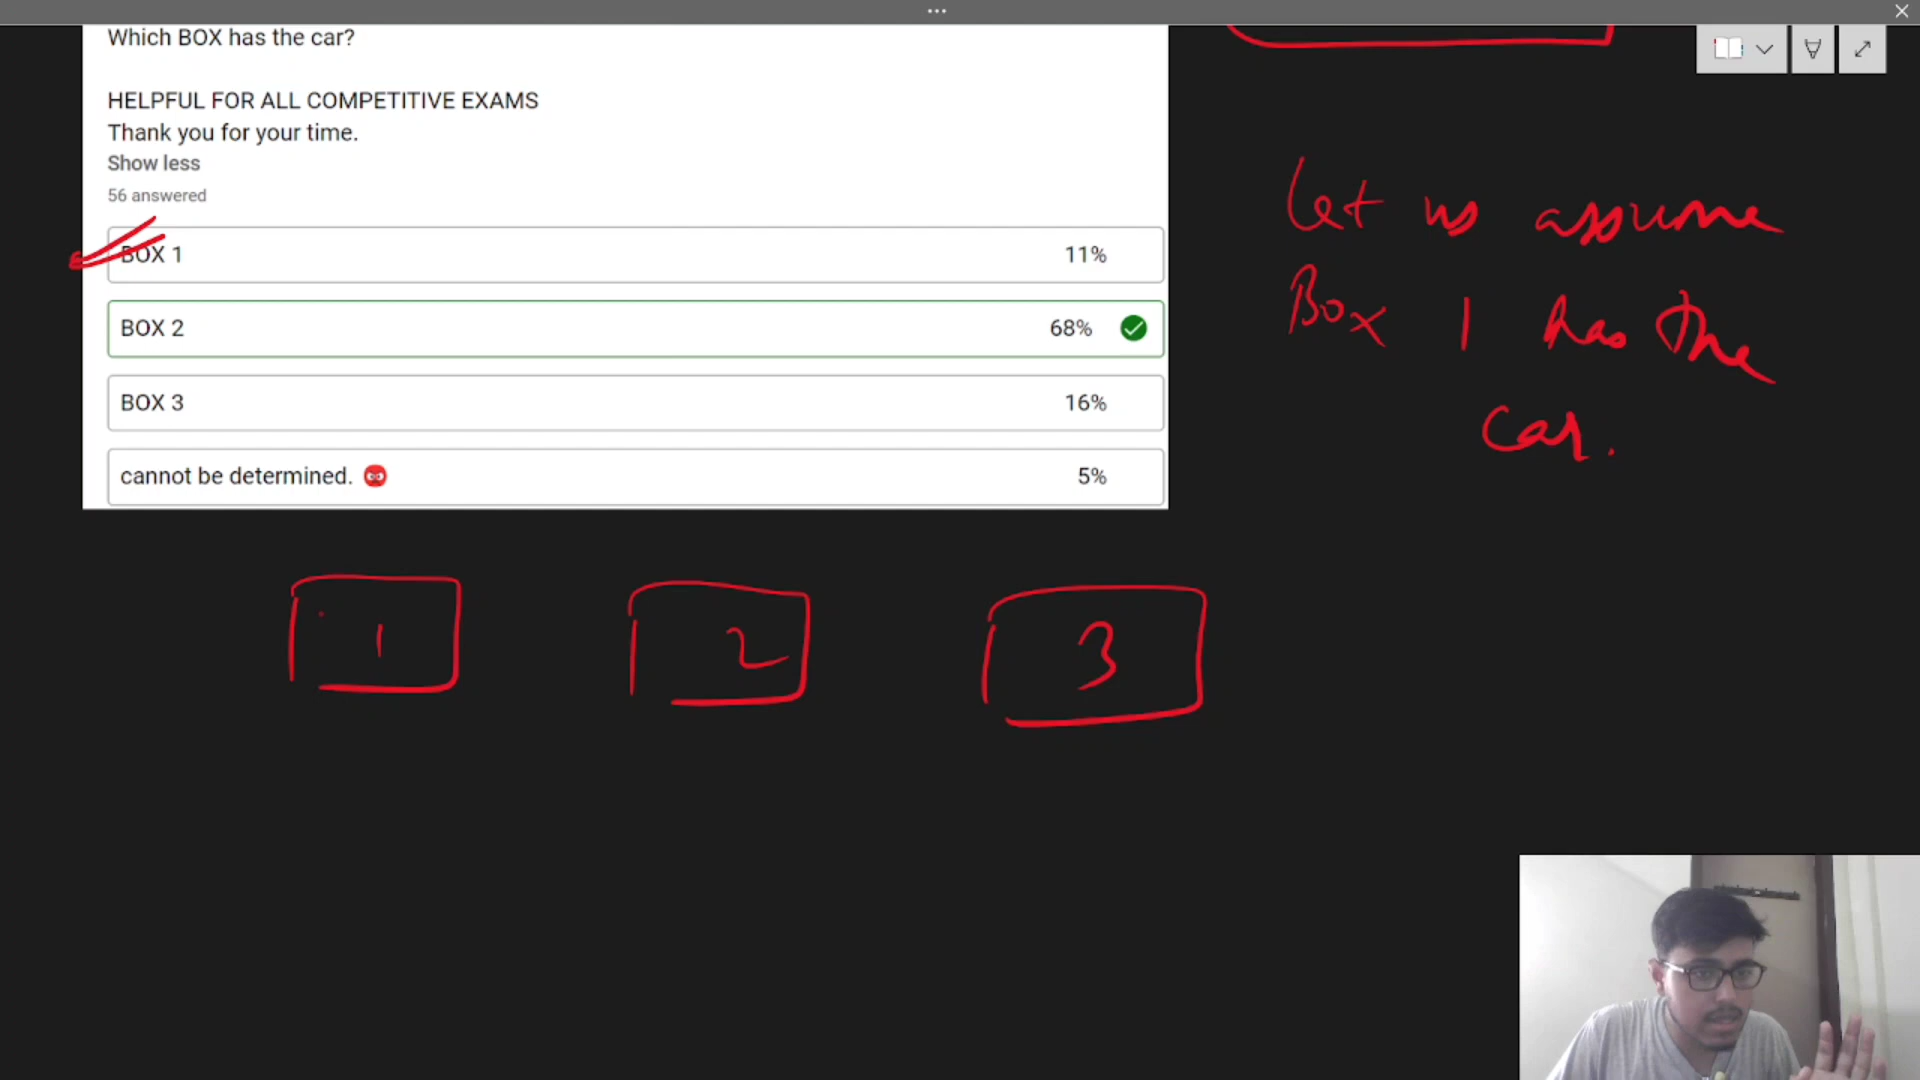 Which BOX has the car?
HELPFUL FOR ALL COMPETITIVE EXAMS
Thank you for your time.
Show less
56 answered
BOX 1 11%
BOX 2 68%
BOX 3 16%
cannot be determined. 5%
Let us assume
Box 1 has the
car.
1 2 3